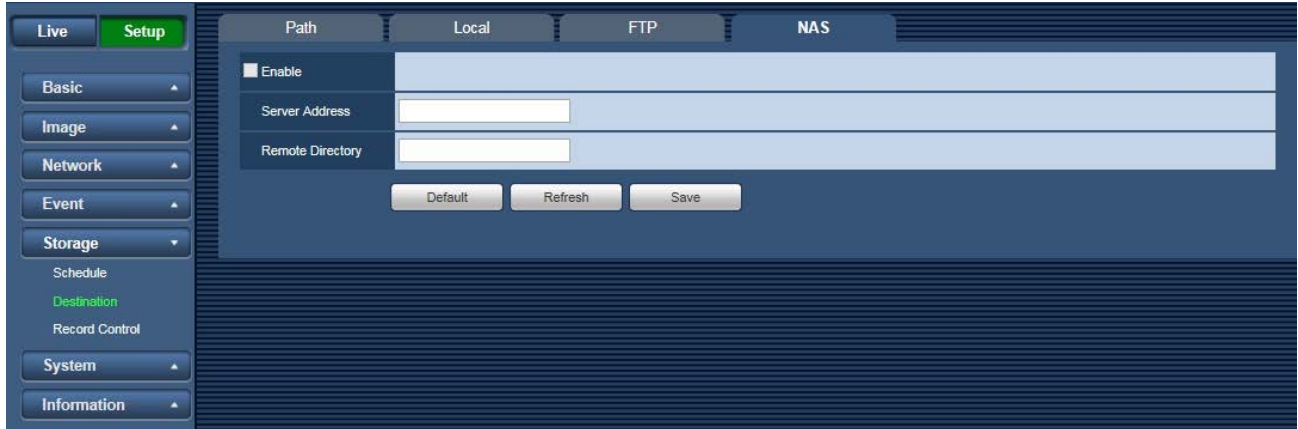 Live Setup
Basic
Image
Network
Event
Storage
Schedule
Destination
Record Control
System
Information
Path Local FTP NAS
Enable
Server Address
Remote Directory
Default Refresh Save